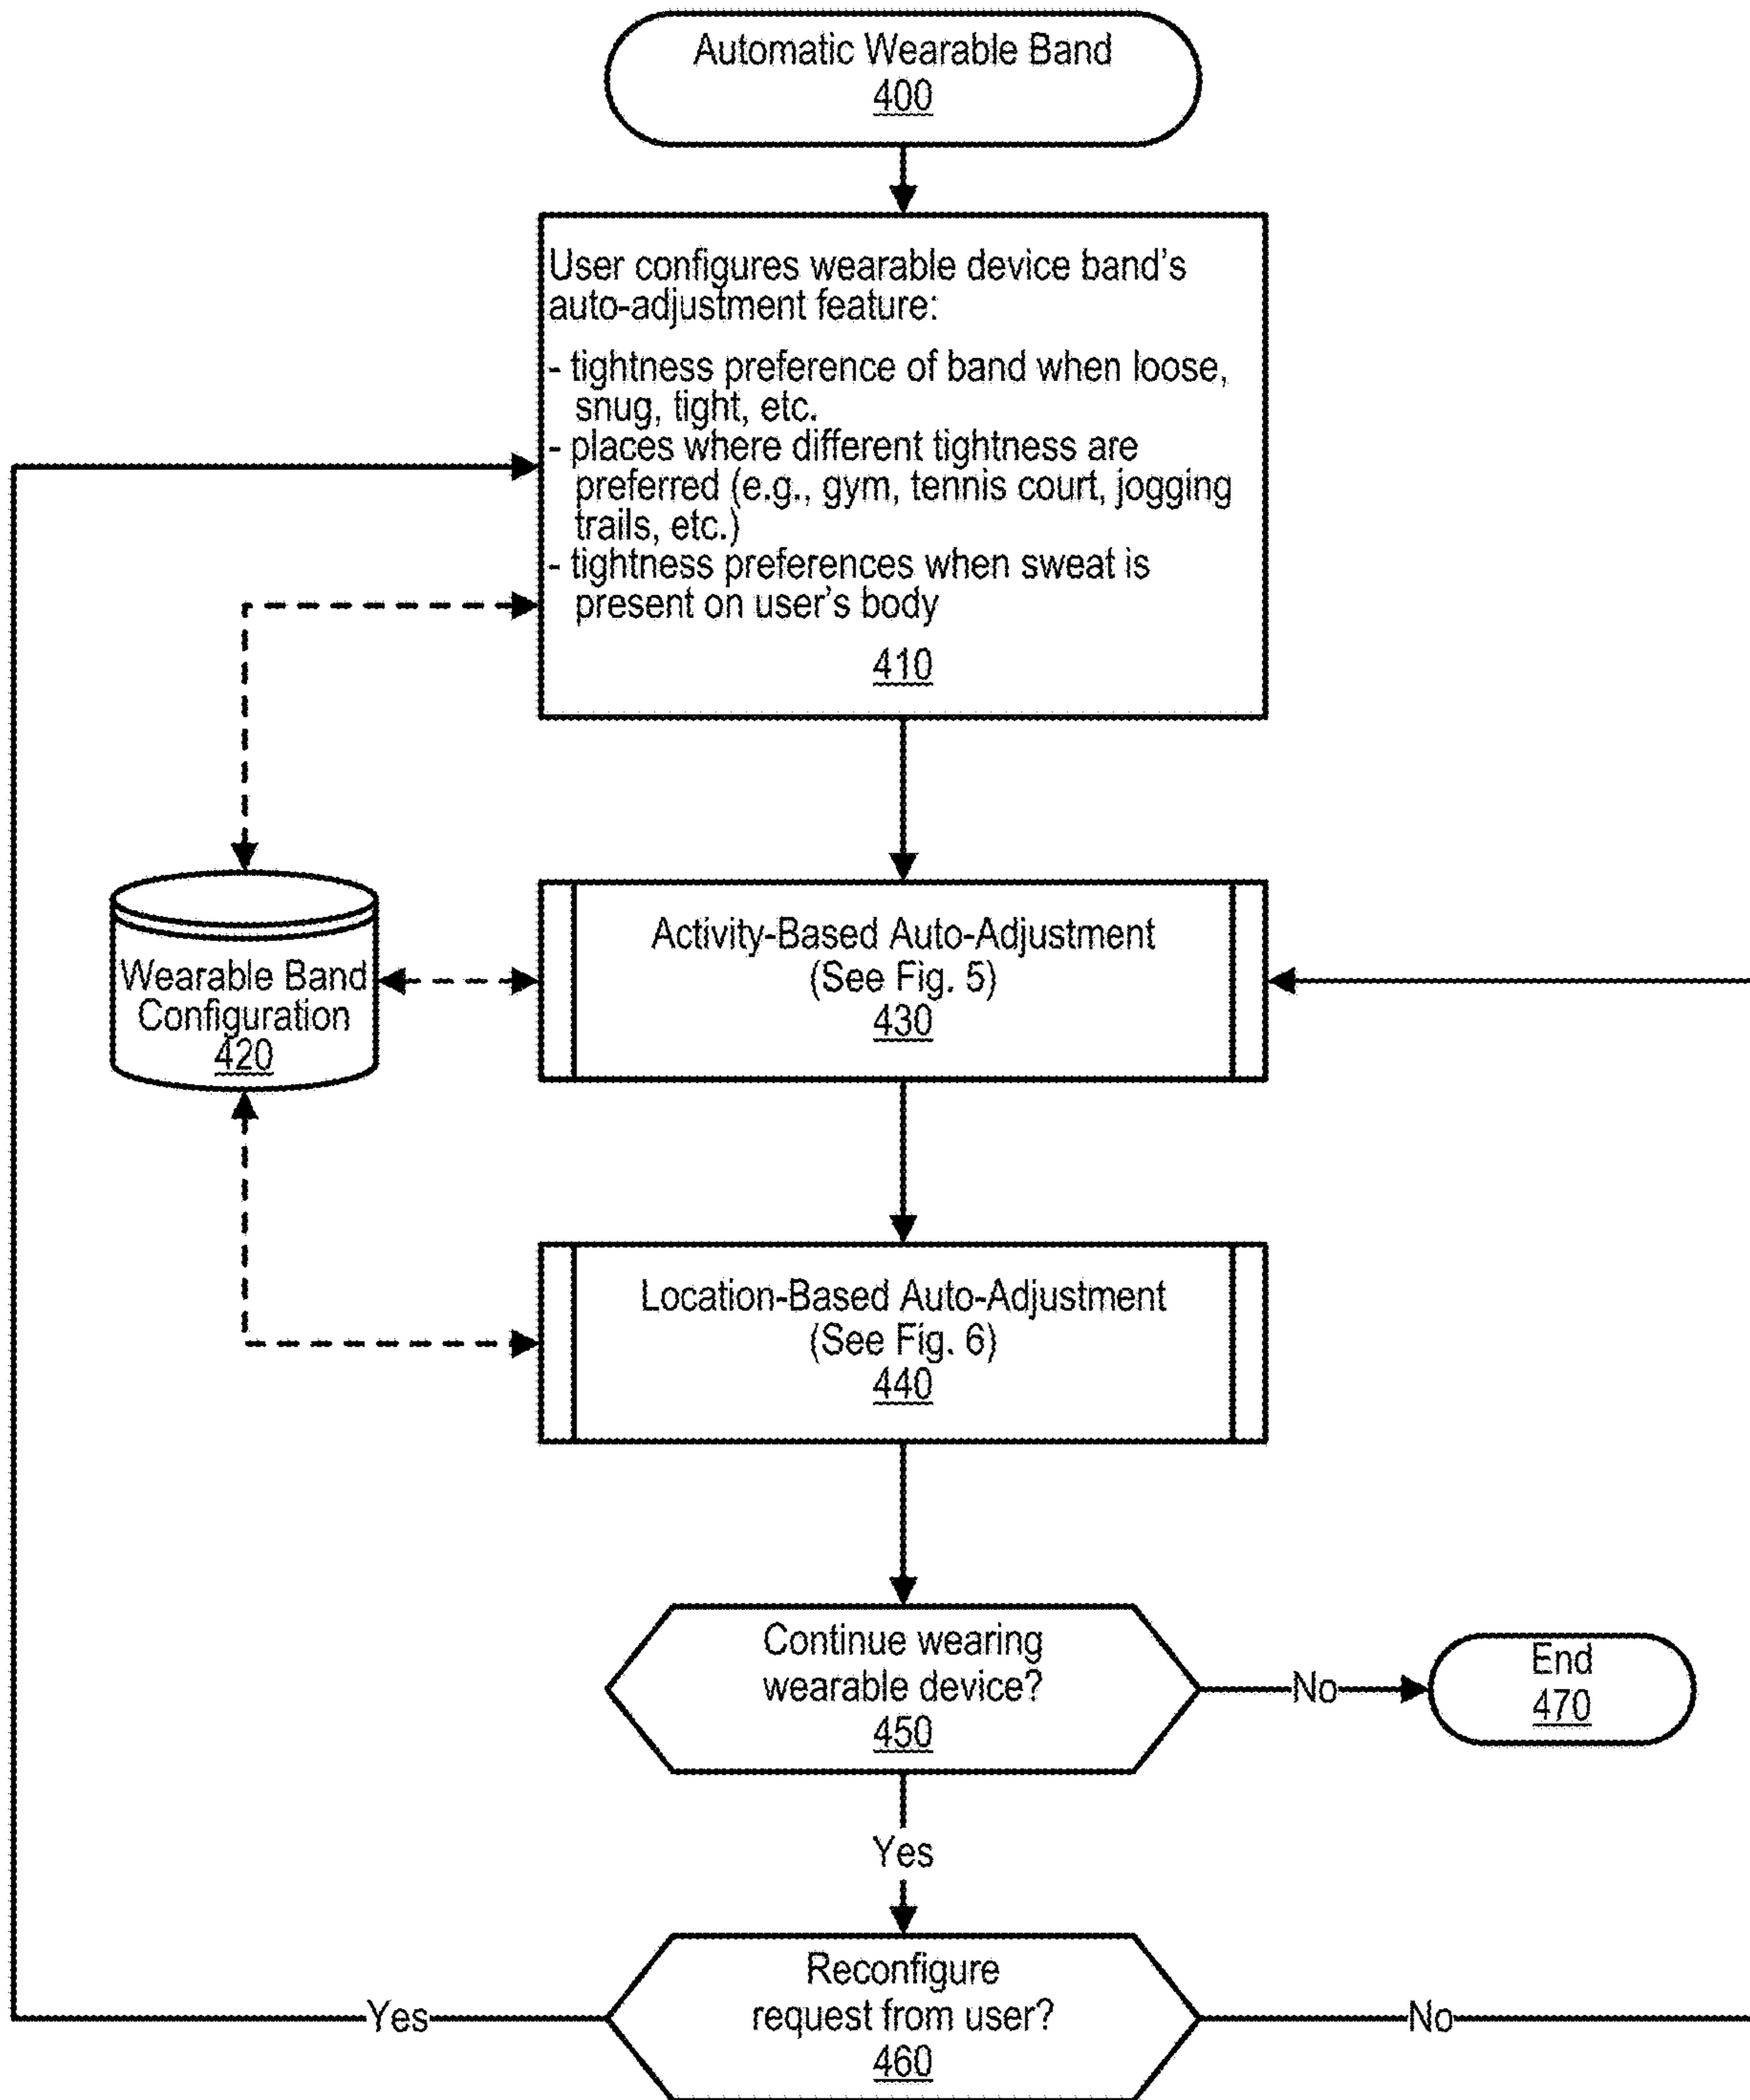 Automatic Wearable Band
400
User configures wearable device band's
auto-adjustment feature:
- tightness preference of band when loose,
snug, tight, etc.
- places where different tightness are
preferred (e.g., gym, tennis court, jogging
trails, etc.)
- tightness preferences when sweat is
present on user's body
410
Wearable Band
Configuration
420
Activity-Based Auto-Adjustment
(See Fig. 5)
430
Location-Based Auto-Adjustment
(See Fig. 6)
440
Continue wearing
wearable device?
450
No
End
470
Yes
Reconfigure
request from user?
460
Yes
No